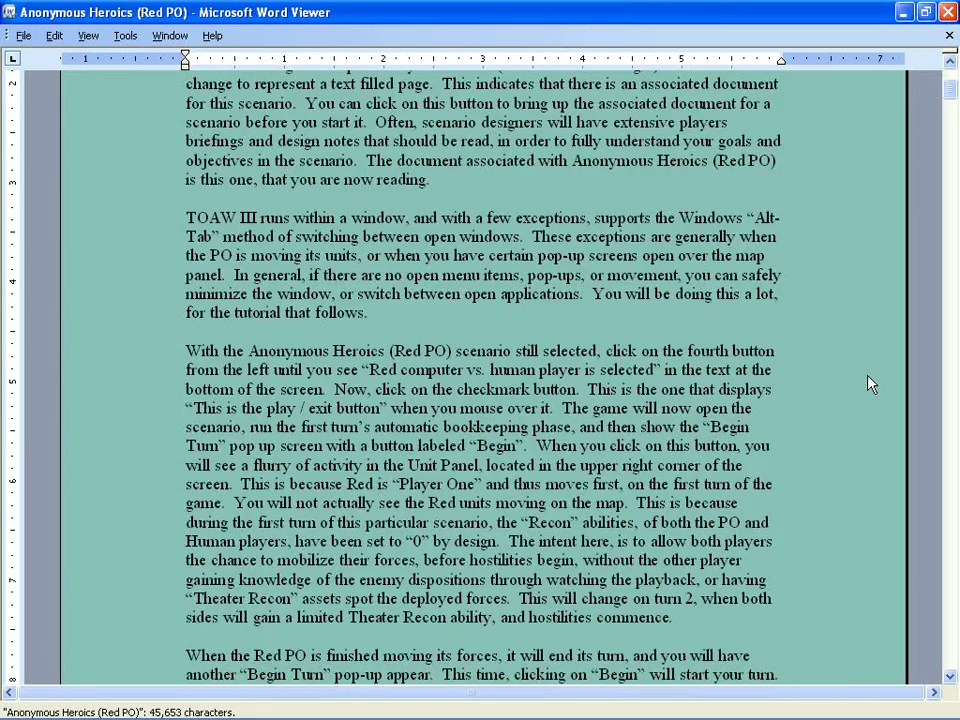 Anonymous Heroics (Red PO) - Microsoft Word Viewer
File Edit View Tools Window Help
1 1 2 3 4 5 7
change to represent a text filled page.  This indicates that there is an associated document
for this scenario.  You can click on this button to bring up the associated document for a
scenario before you start it.  Often, scenario designers will have extensive players
briefings and design notes that should be read, in order to fully understand your goals and
objectives in the scenario.  The document associated with Anonymous Heroics (Red PO)
is this one, that you are now reading.
TOAW III runs within a window, and with a few exceptions, supports the Windows “Alt-
Tab” method of switching between open windows.  These exceptions are generally when
the PO is moving its units, or when you have certain pop-up screens open over the map
panel.  In general, if there are no open menu items, pop-ups, or movement, you can safely
minimize the window, or switch between open applications.  You will be doing this a lot,
for the tutorial that follows.
With the Anonymous Heroics (Red PO) scenario still selected, click on the fourth button
from the left until you see “Red computer vs. human player is selected” in the text at the
bottom of the screen.  Now, click on the checkmark button.  This is the one that displays
“This is the play / exit button” when you mouse over it.  The game will now open the
scenario, run the first turn’s automatic bookkeeping phase, and then show the “Begin
Turn” pop up screen with a button labeled “Begin”.  When you click on this button, you
will see a flurry of activity in the Unit Panel, located in the upper right corner of the
screen.  This is because Red is “Player One” and thus moves first, on the first turn of the
game.  You will not actually see the Red units moving on the map.  This is because
during the first turn of this particular scenario, the “Recon” abilities, of both the PO and
Human players, have been set to “0” by design.  The intent here, is to allow both players
the chance to mobilize their forces, before hostilities begin, without the other player
gaining knowledge of the enemy dispositions through watching the playback, or having
“Theater Recon” assets spot the deployed forces.  This will change on turn 2, when both
sides will gain a limited Theater Recon ability, and hostilities commence.
When the Red PO is finished moving its forces, it will end its turn, and you will have
another “Begin Turn” pop-up appear.  This time, clicking on “Begin” will start your turn.
"Anonymous Heroics (Red PO)": 45,653 characters.